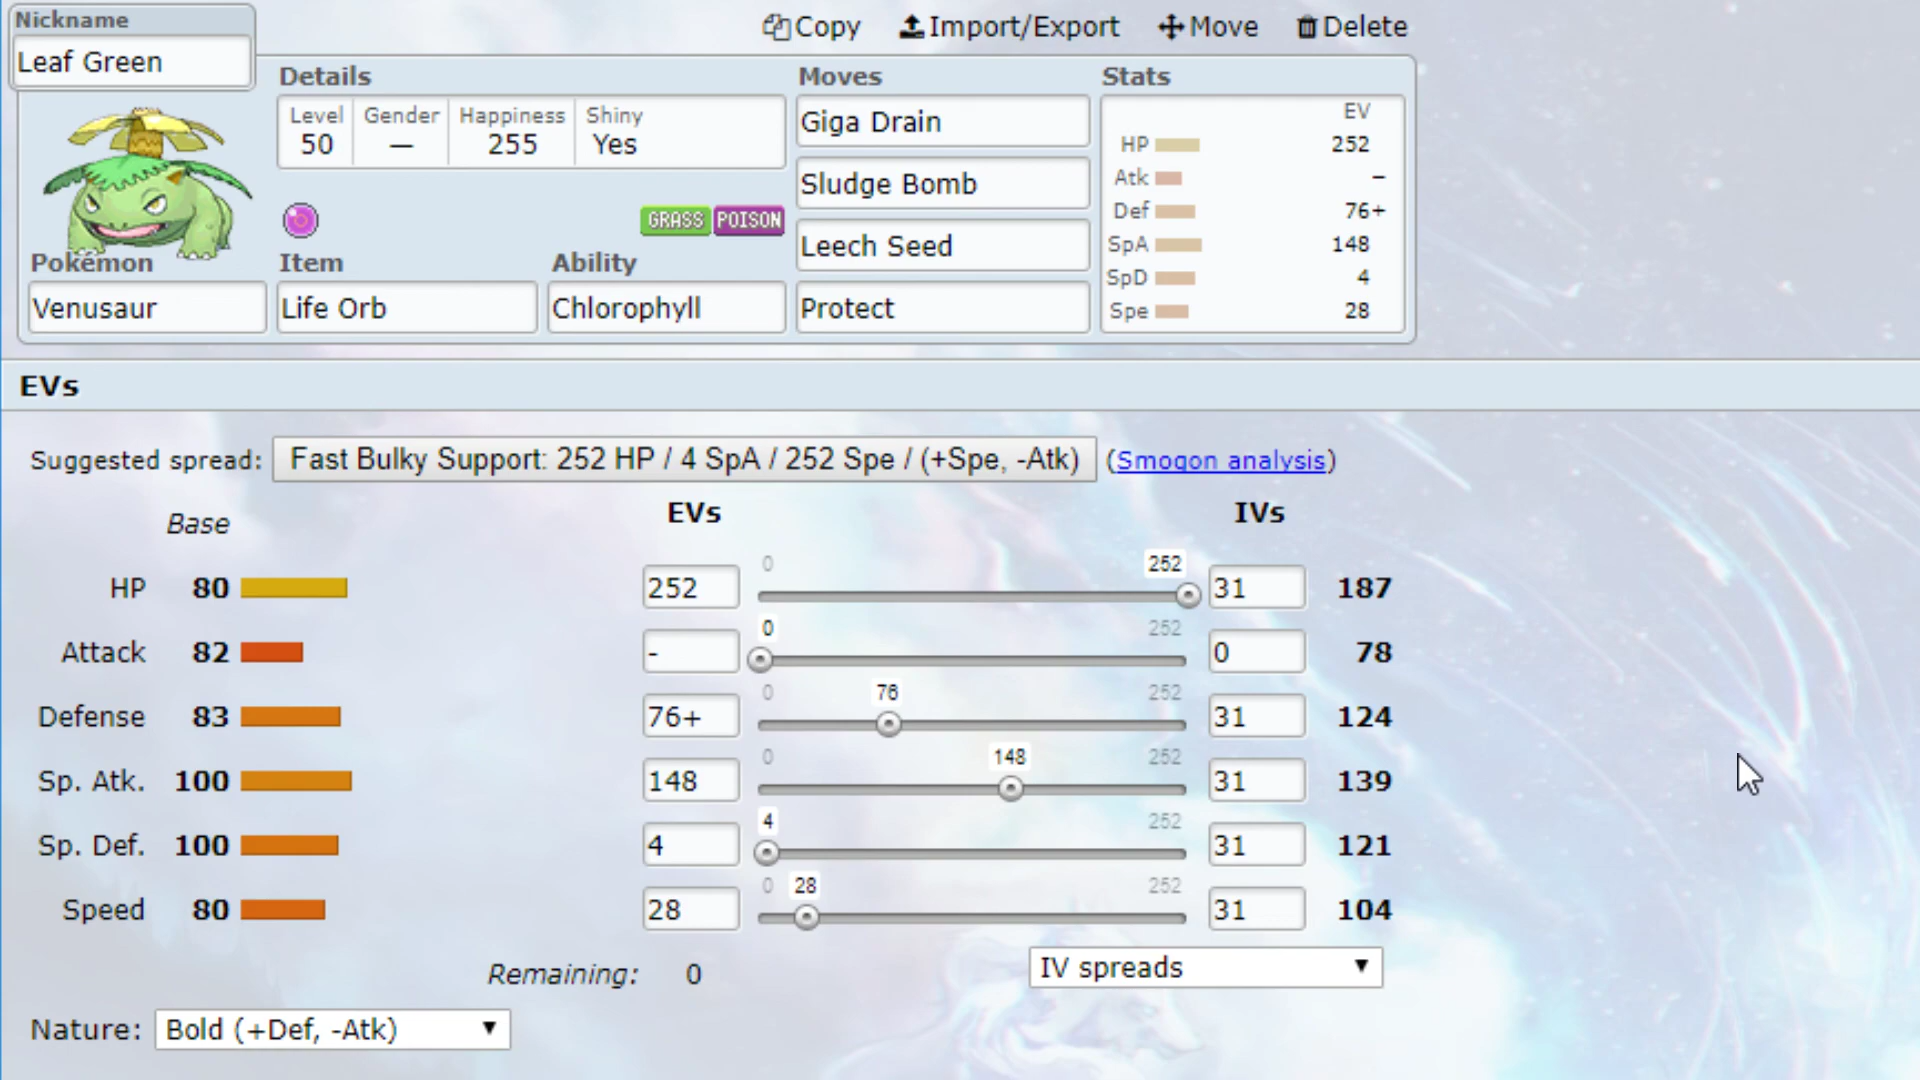 Nickname
Leaf Green
Copy Import/Export Move Delete
Details
Level Gender Happiness Shiny
50 — 255 Yes
GRASS POISON
Pokémon Item Ability
Venusaur Life Orb Chlorophyll
Moves
Giga Drain
Sludge Bomb
Leech Seed
Protect
Stats
EV
HP 252
Atk –
Def 76+
SpA 148
SpD 4
Spe 28
EVs
Suggested spread: Fast Bulky Support: 252 HP / 4 SpA / 252 Spe / (+Spe, -Atk) (Smogon analysis)
Base EVs IVs
0 252
HP 80 252 31 187
0 252
Attack 82 - 0 78
0 76 252
Defense 83 76+ 31 124
0 148 252
Sp. Atk. 100 148 31 139
4 252
Sp. Def. 100 4 31 121
0 28 252
Speed 80 28 31 104
Remaining: 0 IV spreads
Nature: Bold (+Def, -Atk)